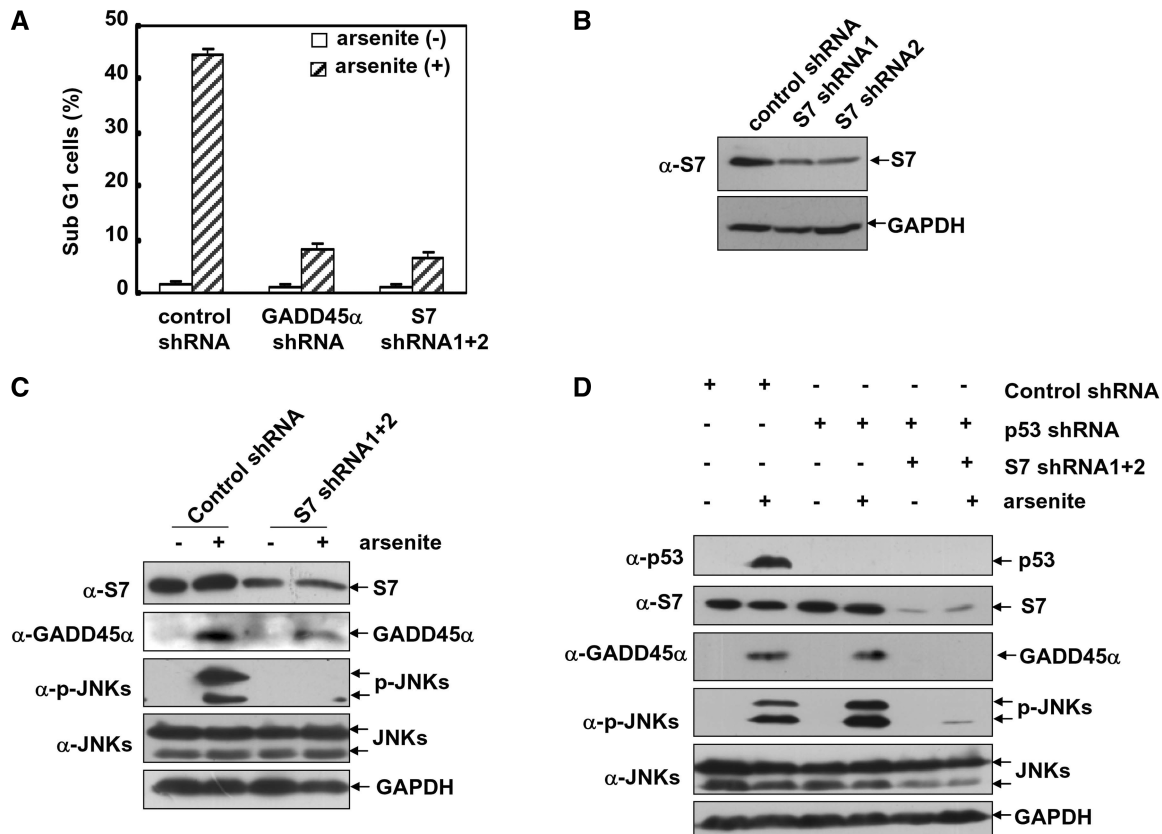 A
50
40
30
20
10
0
Sub G1 cells (%)
arsenite (-)
arsenite (+)
control
shRNA
GADD45α
shRNA
S7
shRNA1+2
B
control shRNA
S7 shRNA1
S7 shRNA2
α-S7
S7
GAPDH
C
Control shRNA
S7 shRNA1+2
- + - + arsenite
α-S7 S7
α-GADD45α GADD45α
α-p-JNKs p-JNKs
α-JNKs JNKs
GAPDH
D
+ + - - - - Control shRNA
- - + + + + p53 shRNA
- - - - + + S7 shRNA1+2
- + - + - + arsenite
α-p53 p53
α-S7 S7
α-GADD45α GADD45α
α-p-JNKs p-JNKs
α-JNKs JNKs
GAPDH